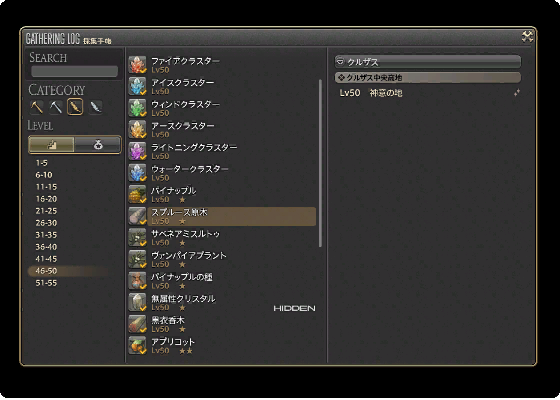 GATHERING LOG 採集手帳
SEARCH
CATEGORY
LEVEL
1-5
6-10
11-15
16-20
21-25
26-30
31-35
36-40
41-45
46-50
51-55
ファイアクラスター
Lv50
アイスクラスター
Lv50
ウィンドクラスター
Lv50
アースクラスター
Lv50
ライトニングクラスター
Lv50
ウォータークラスター
Lv50
パイナップル
Lv50 ★
スプルース原木
Lv50 ★
サベネアミスルトゥ
Lv50 ★
ヴァンパイアプラント
Lv50 ★
パイナップルの種
Lv50 ★
無属性クリスタル
Lv50 ★
HIDDEN
黒衣香木
Lv50 ★
アプリコット
Lv50 ★★
クルザス
クルザス中央高地
Lv50 神意の地